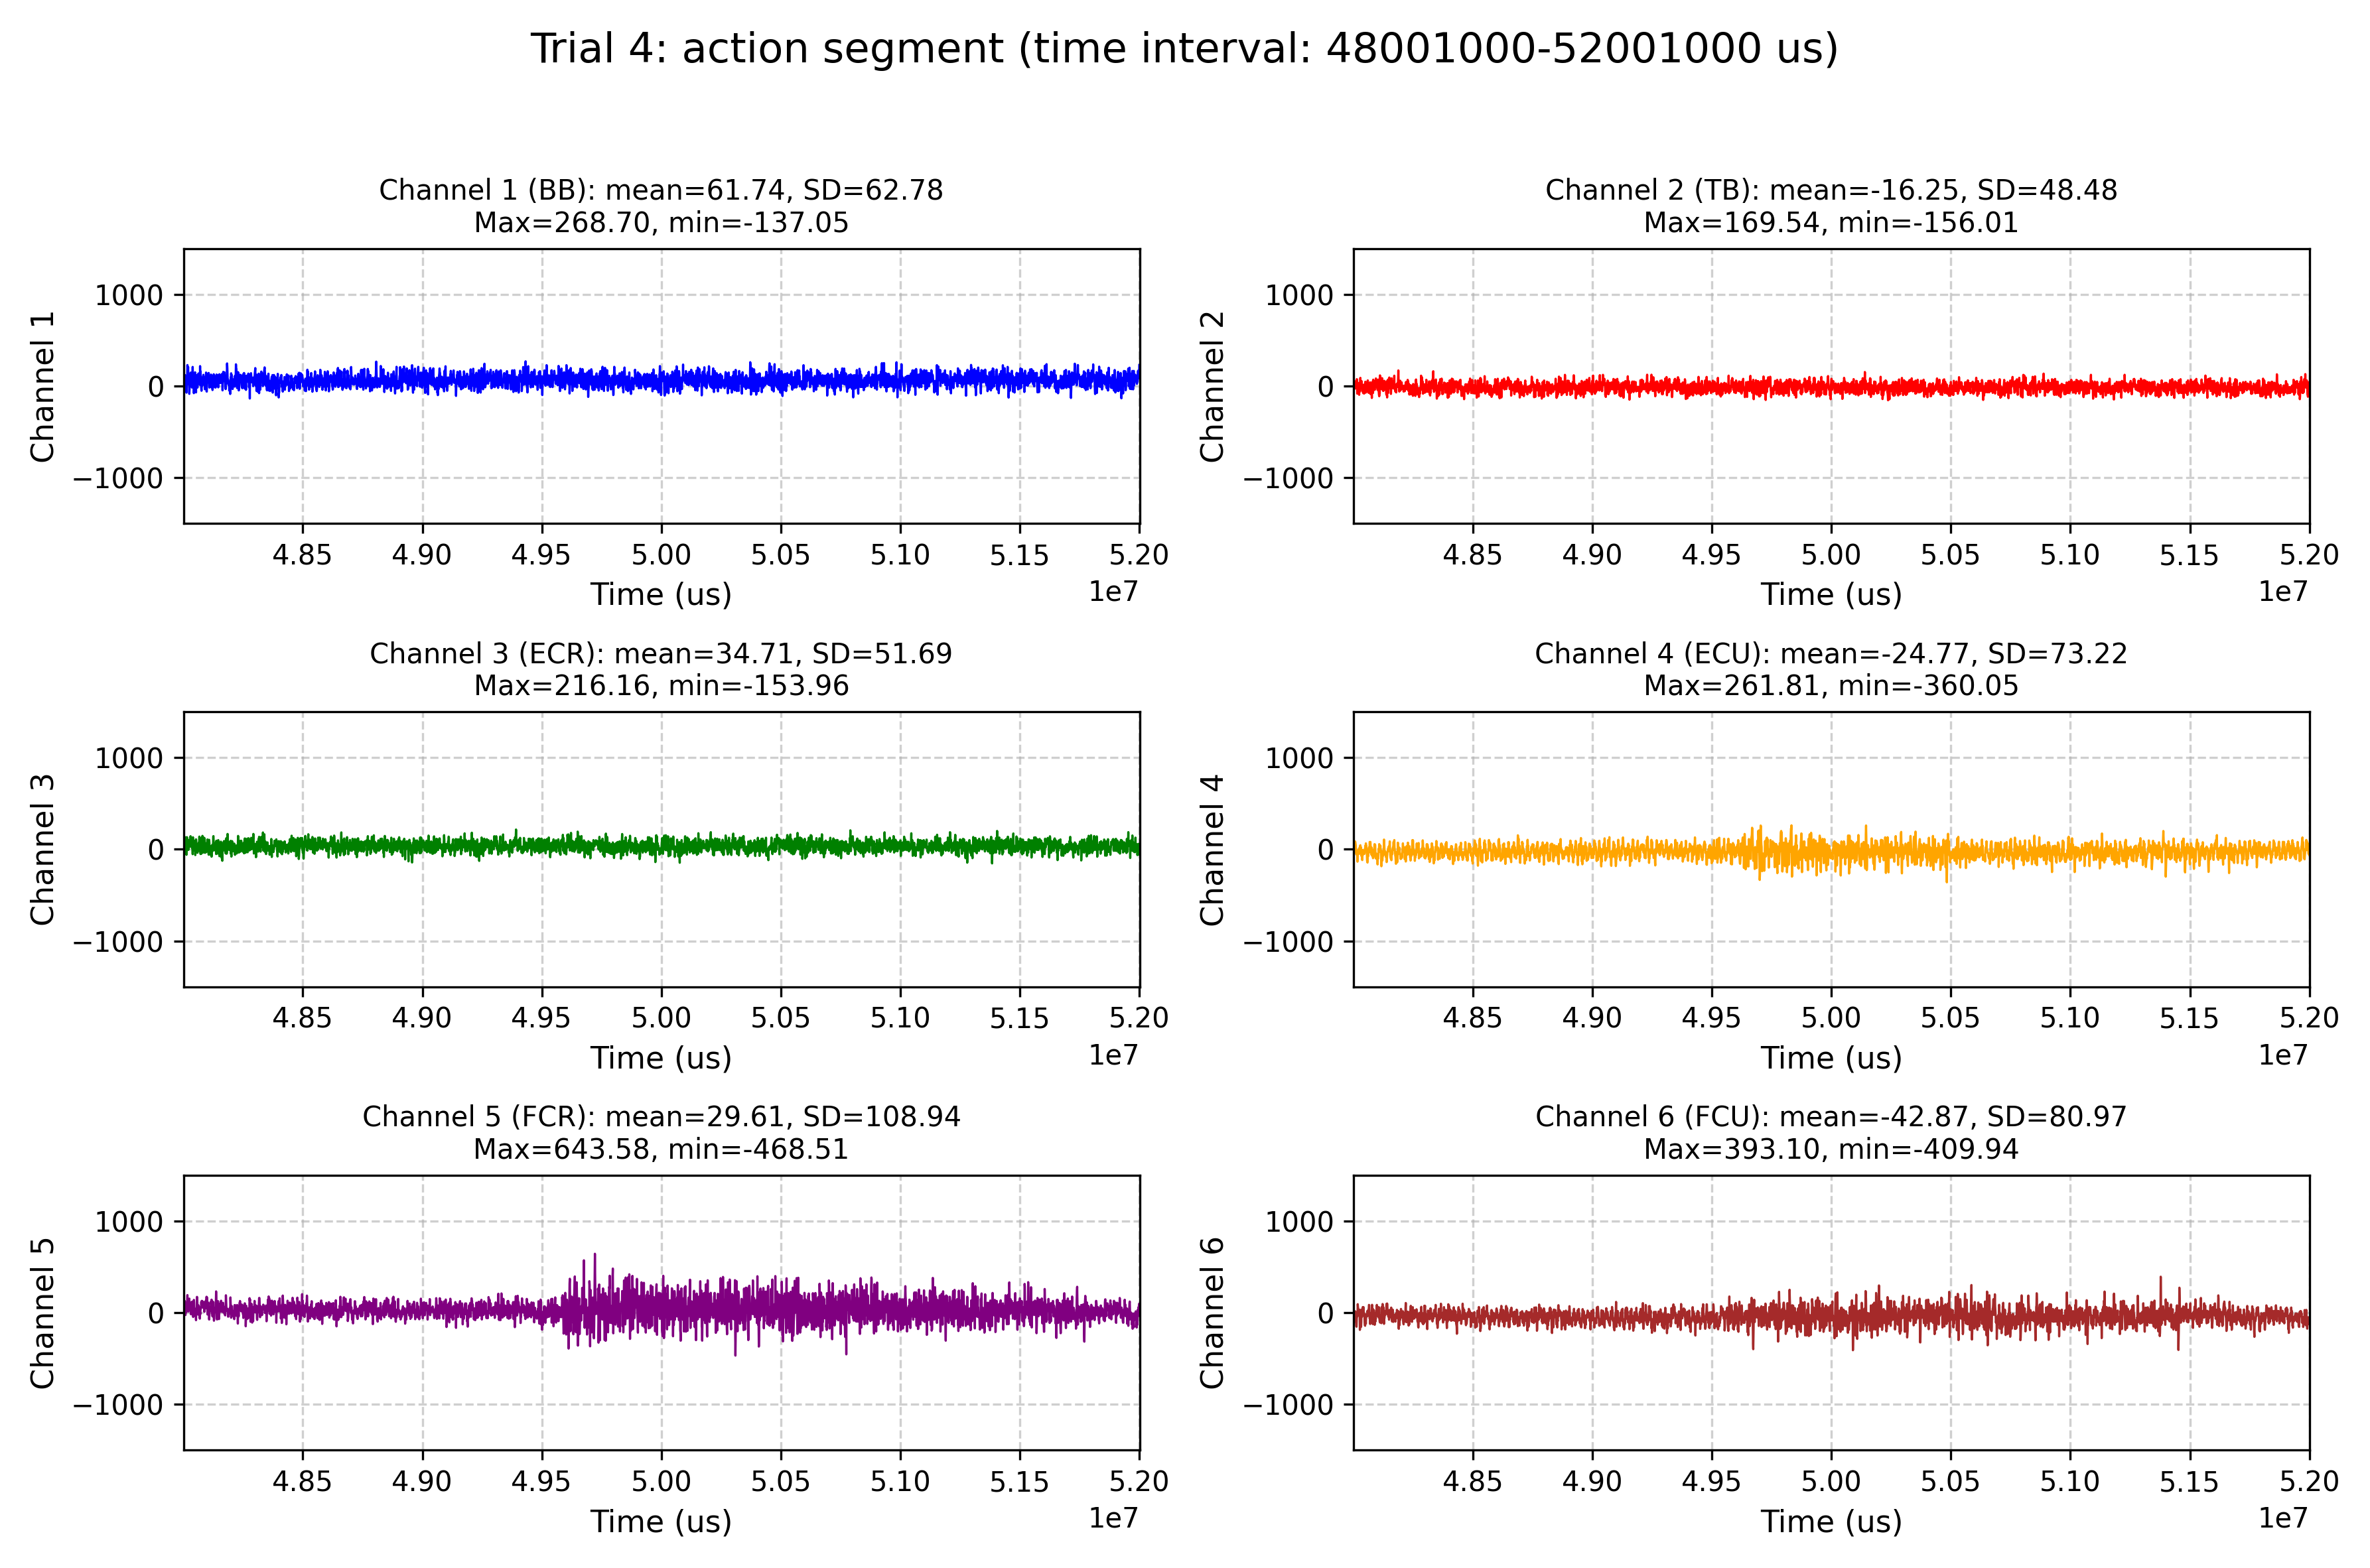 Trial 4: action segment (time interval: 48001000-52001000 us)
Channel 1 (BB): mean=61.74, SD=62.78
Max=268.70, min=-137.05
Channel 1
1000
0
−1000
4.85 4.90 4.95 5.00 5.05 5.10 5.15 5.20
Time (us)
1e7
Channel 2 (TB): mean=-16.25, SD=48.48
Max=169.54, min=-156.01
Channel 2
1000
0
−1000
4.85 4.90 4.95 5.00 5.05 5.10 5.15 5.20
Time (us)
1e7
Channel 3 (ECR): mean=34.71, SD=51.69
Max=216.16, min=-153.96
Channel 3
1000
0
−1000
4.85 4.90 4.95 5.00 5.05 5.10 5.15 5.20
Time (us)
1e7
Channel 4 (ECU): mean=-24.77, SD=73.22
Max=261.81, min=-360.05
Channel 4
1000
0
−1000
4.85 4.90 4.95 5.00 5.05 5.10 5.15 5.20
Time (us)
1e7
Channel 5 (FCR): mean=29.61, SD=108.94
Max=643.58, min=-468.51
Channel 5
1000
0
−1000
4.85 4.90 4.95 5.00 5.05 5.10 5.15 5.20
Time (us)
1e7
Channel 6 (FCU): mean=-42.87, SD=80.97
Max=393.10, min=-409.94
Channel 6
1000
0
−1000
4.85 4.90 4.95 5.00 5.05 5.10 5.15 5.20
Time (us)
1e7